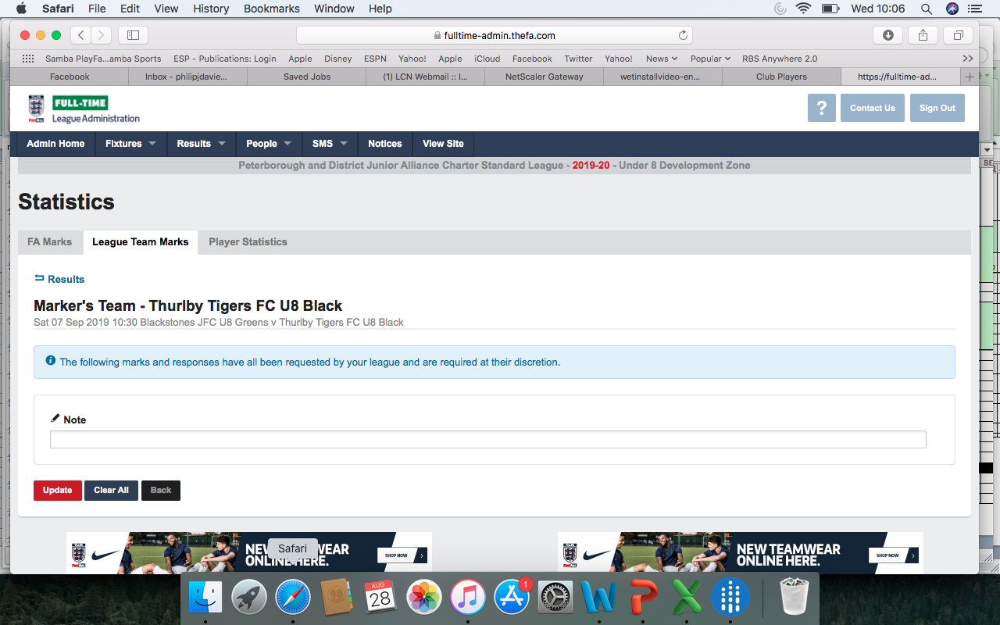 Safari File Edit View History Bookmarks Window Help Wed 10:06
fulltime-admin.thefa.com
Samba PlayFa...amba Sports ESP - Publications: Login Apple Disney ESPN Yahoo! Apple iCloud Facebook Twitter Yahoo! News Popular RBS Anywhere 2.0
Facebook Inbox - philipjdavie... Saved Jobs (1) LCN Webmail :: I... NetScaler Gateway wetinstallvideo-en... Club Players https://fulltime-ad...
FULL-TIME
League Administration
? Contact Us Sign Out
Admin Home Fixtures Results People SMS Notices View Site
Peterborough and District Junior Alliance Charter Standard League - 2019-20 - Under 8 Development Zone
BE
Statistics
FA Marks League Team Marks Player Statistics
Results
Marker's Team - Thurlby Tigers FC U8 Black
Sat 07 Sep 2019 10:30 Blackstones JFC U8 Greens v Thurlby Tigers FC U8 Black
The following marks and responses have all been requested by your league and are required at their discretion.
Note
Update Clear All Back
NEW TEAMWEAR
ONLINE HERE.
SHOP NOW
Safari
NEW TEAMWEAR
ONLINE HERE.
SHOP NOW
AUG
28
1